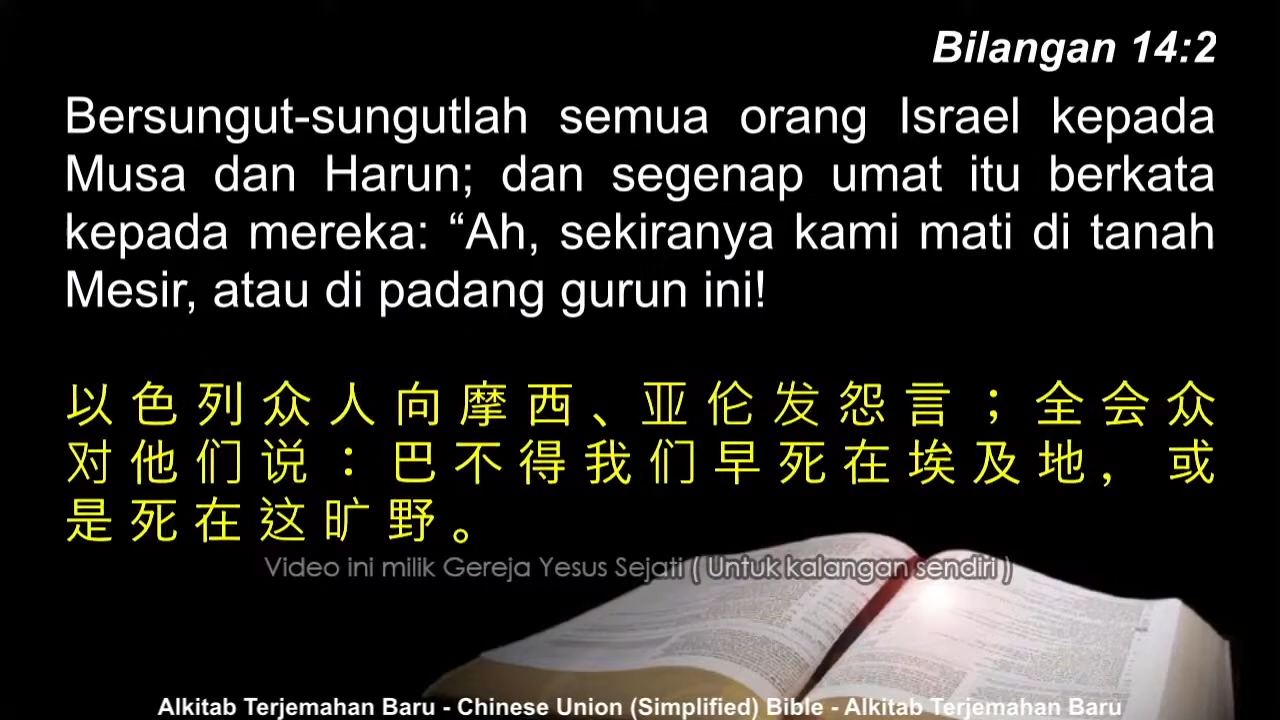 Bilangan 14:2
Bersungut-sungutlah semua orang Israel kepada
Musa dan Harun; dan segenap umat itu berkata
kepada mereka: “Ah, sekiranya kami mati di tanah
Mesir, atau di padang gurun ini!
以色列众人向摩西、亚伦发怨言；全会众
对他们说：巴不得我们早死在埃及地，或
是死在这旷野。
Video ini milik Gereja Yesus Sejati ( Untuk kalangan sendiri )
Alkitab Terjemahan Baru - Chinese Union (Simplified) Bible - Alkitab Terjemahan Baru